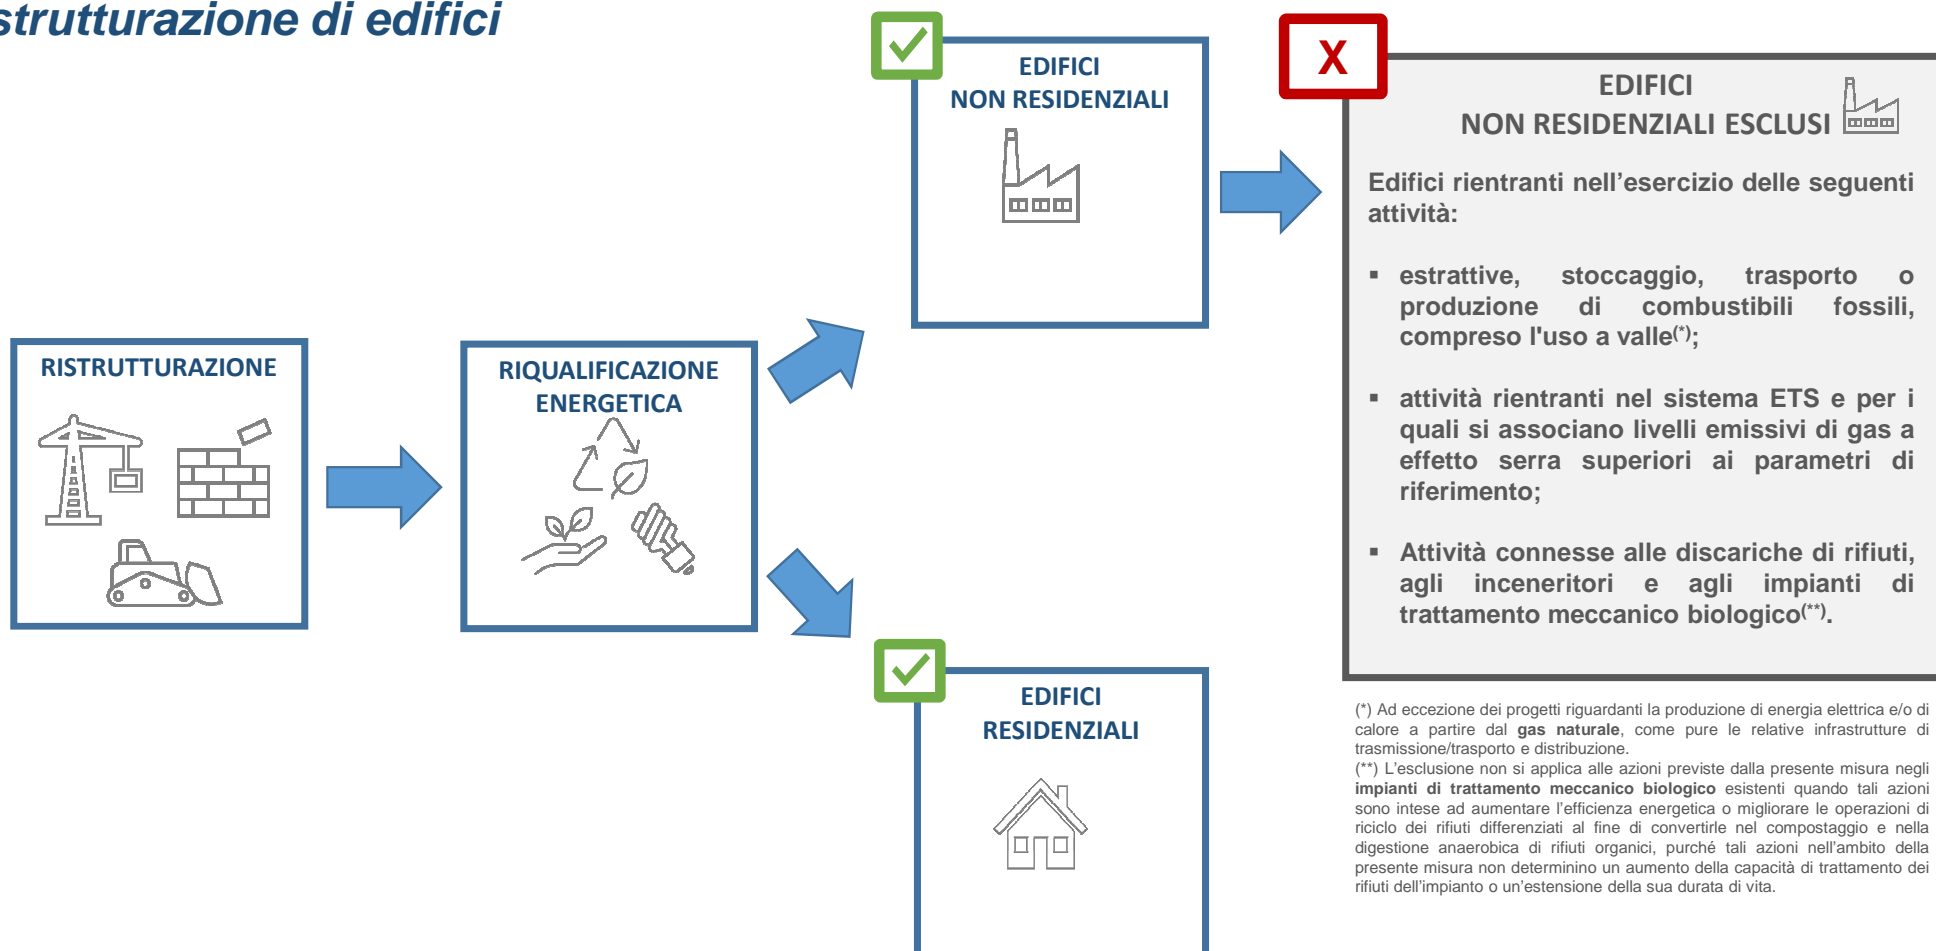 strutturazione di edifici
RISTRUTTURAZIONE
RIQUALIFICAZIONE
ENERGETICA
EDIFICI
NON RESIDENZIALI
EDIFICI
RESIDENZIALI
X
EDIFICI
NON RESIDENZIALI ESCLUSI
Edifici rientranti nell’esercizio delle seguenti
attività:
▪ estrattive, stoccaggio, trasporto o
produzione di combustibili fossili,
compreso l'uso a valle(*);
▪ attività rientranti nel sistema ETS e per i
quali si associano livelli emissivi di gas a
effetto serra superiori ai parametri di
riferimento;
▪ Attività connesse alle discariche di rifiuti,
agli inceneritori e agli impianti di
trattamento meccanico biologico(**).
(*) Ad eccezione dei progetti riguardanti la produzione di energia elettrica e/o di
calore a partire dal gas naturale, come pure le relative infrastrutture di
trasmissione/trasporto e distribuzione.
(**) L’esclusione non si applica alle azioni previste dalla presente misura negli
impianti di trattamento meccanico biologico esistenti quando tali azioni
sono intese ad aumentare l’efficienza energetica o migliorare le operazioni di
riciclo dei rifiuti differenziati al fine di convertirle nel compostaggio e nella
digestione anaerobica di rifiuti organici, purché tali azioni nell’ambito della
presente misura non determinino un aumento della capacità di trattamento dei
rifiuti dell’impianto o un’estensione della sua durata di vita.